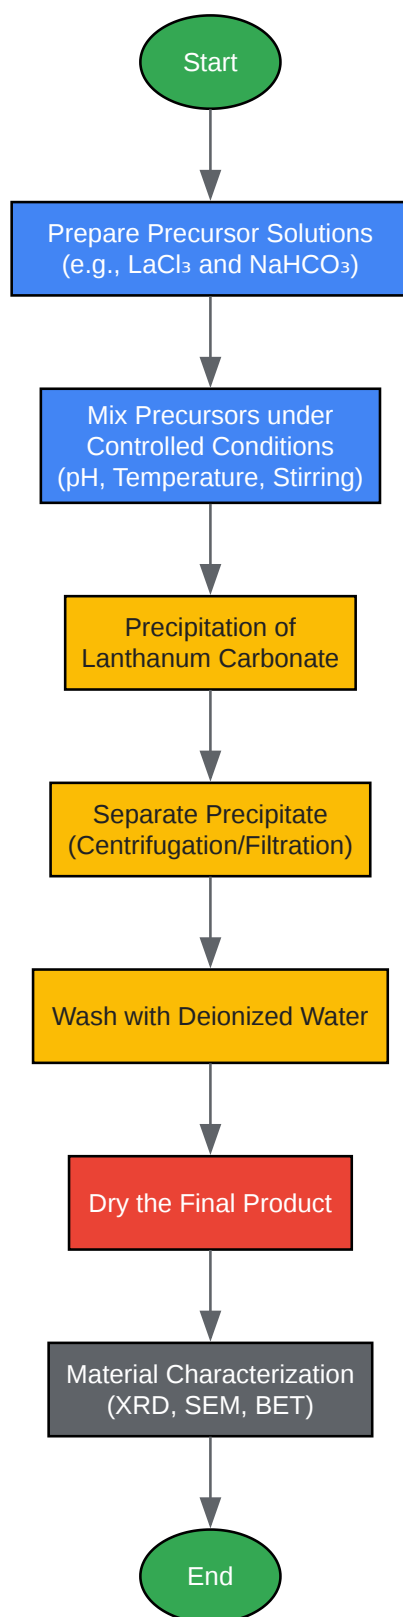 Start
Prepare Precursor Solutions
(e.g., LaCl₃ and NaHCO₃)
Mix Precursors under
Controlled Conditions
(pH, Temperature, Stirring)
Precipitation of
Lanthanum Carbonate
Separate Precipitate
(Centrifugation/Filtration)
Wash with Deionized Water
Dry the Final Product
Material Characterization
(XRD, SEM, BET)
End